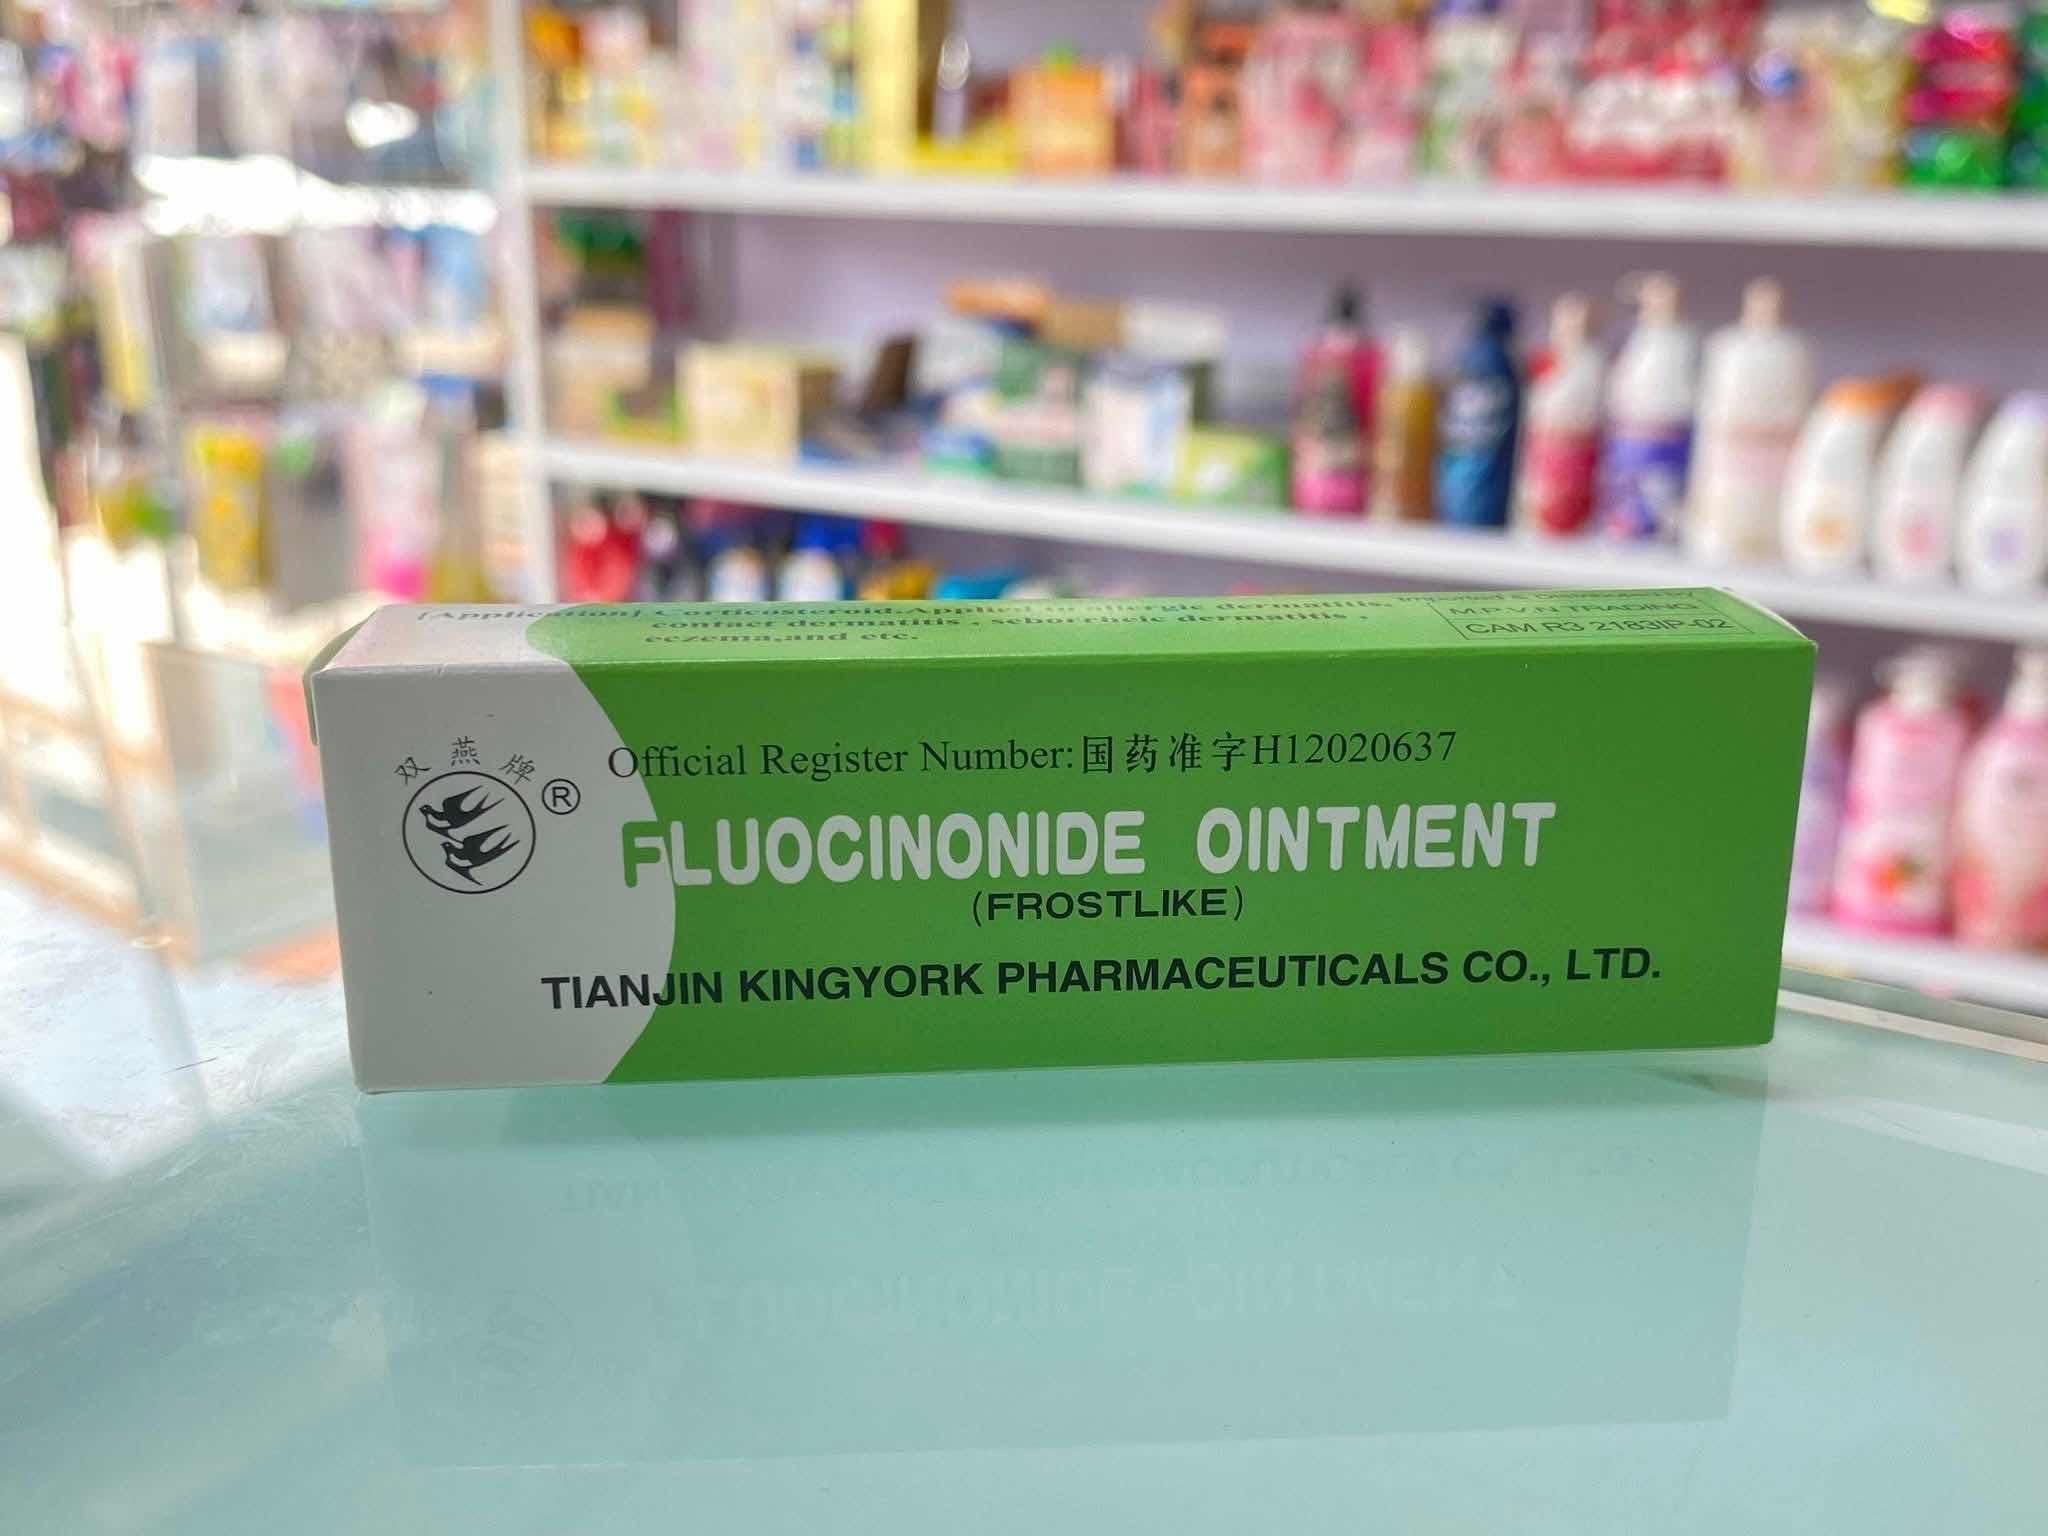 [Application] Corticosteroid. Applied to allergic dermatitis,
contact dermatitis, seborrheic dermatitis,
eczema,and etc.
Imported & Distributed by
M.P.V.N TRADING
CAM R3 2183IP-02
双燕牌
®
Official Register Number:国药准字H12020637
FLUOCINONIDE OINTMENT
(FROSTLIKE)
TIANJIN KINGYORK PHARMACEUTICALS CO., LTD.